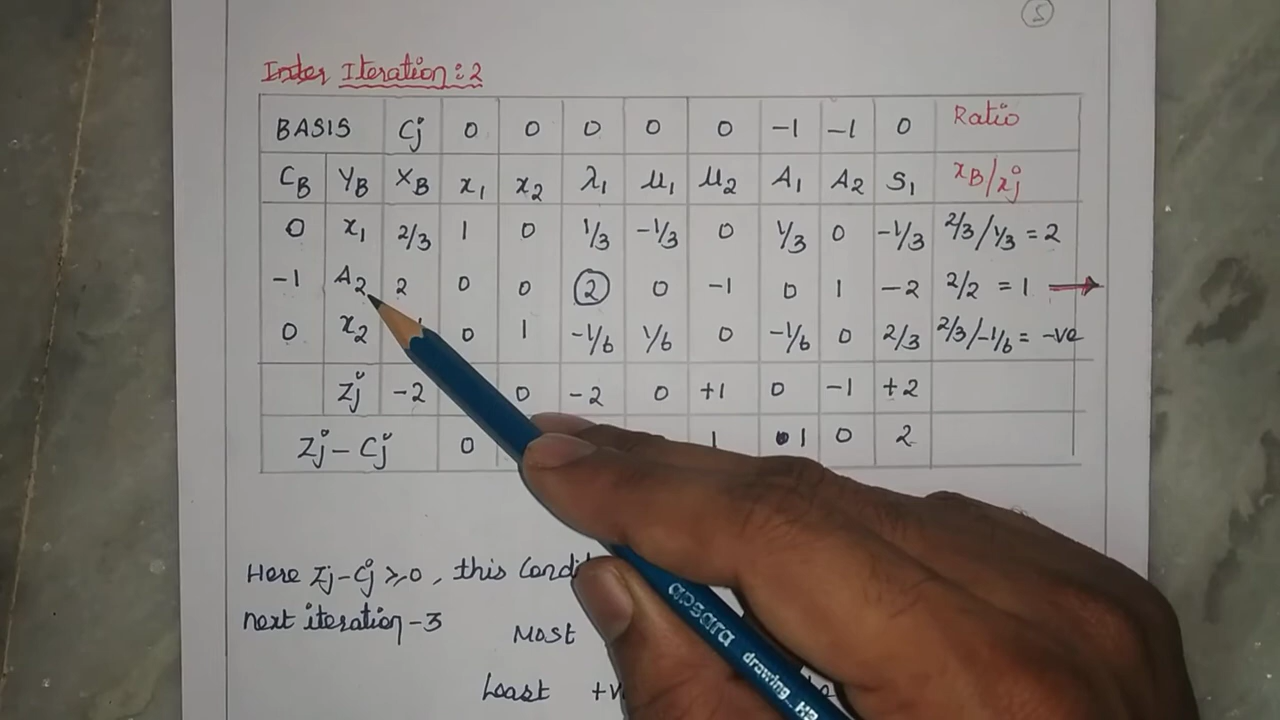 5
Inter Iteration: 2
BASIS Cj 0 0 0 0 0 -1 -1 0 Ratio
CB YB XB x1 x2 λ1 μ1 μ2 A1 A2 S1 xB/xj
0 x1 2/3 1 0 1/3 -1/3 0 1/3 0 -1/3 2/3/1/3 = 2
-1 A2 2 0 0 2 0 -1 0 1 -2 2/2 = 1 →
0 x2 0 1 -1/6 1/6 0 -1/6 0 2/3 2/3/-1/6 = -ve
Zj -2 0 -2 0 +1 0 -1 +2
Zj - Cj 0 1 1 0 2
Here Zj-Cj ≥0, this
next iteration-3
Most
Least
apsara drawing